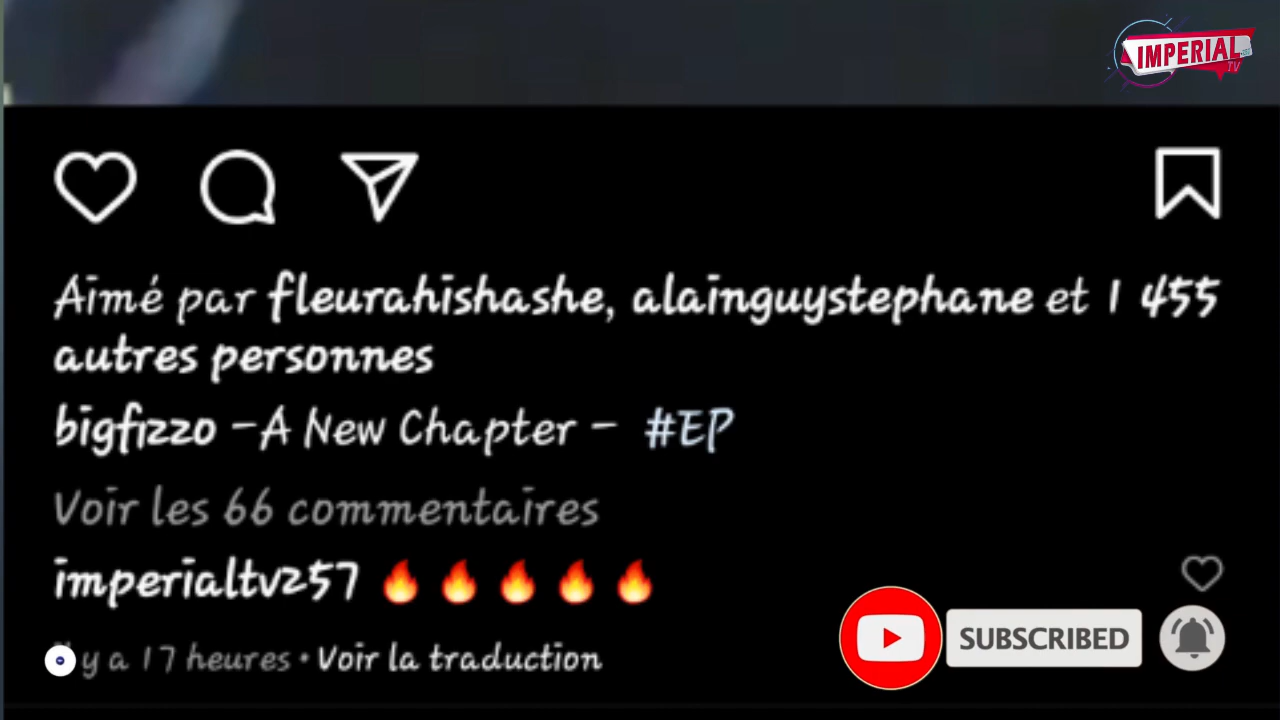 IMPERIAL
TV
Aimé par fleurahishashe, alainguystephane et 1 455
autres personnes
bigfizzo -A New Chapter - #EP
Voir les 66 commentaires
imperialtv257 🔥🔥🔥🔥🔥
y a 17 heures • Voir la traduction
SUBSCRIBED